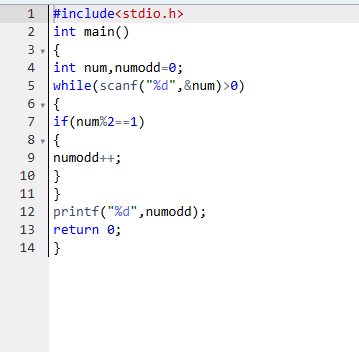 1 #include<stdio.h>
2 int main()
3 {
4 int num,numodd=0;
5 while(scanf("%d",&num)>0)
6 {
7 if(num%2==1)
8 {
9 numodd++;
10 }
11 }
12 printf("%d",numodd);
13 return 0;
14 }